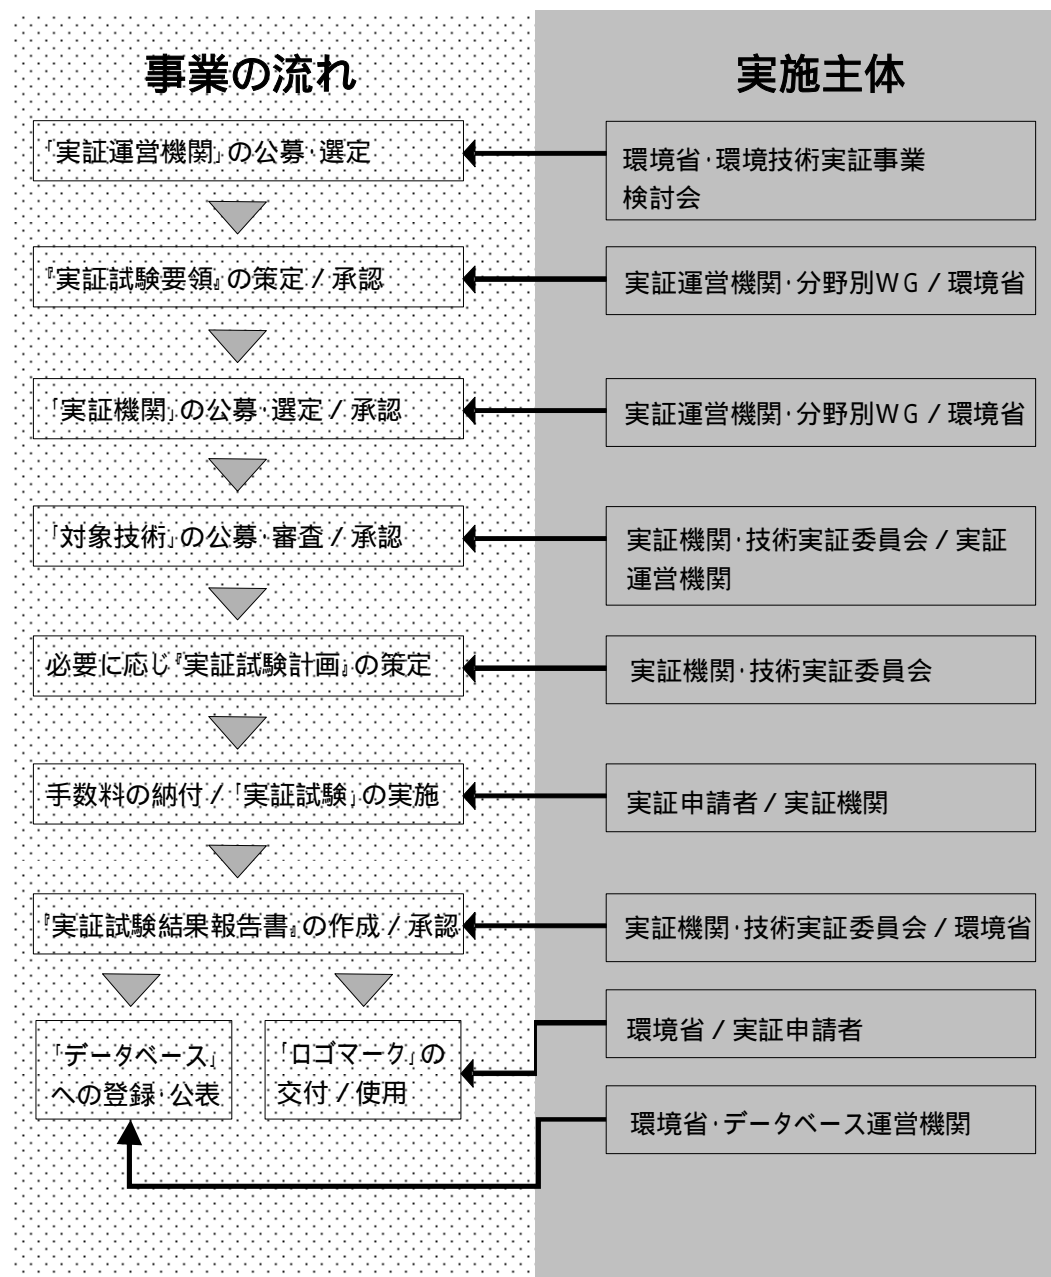 事業の流れ
実施主体
「実証運営機関」の公募・選定
環境省・環境技術実証事業
検討会
『実証試験要領』の策定 / 承認
実証運営機関・分野別WG / 環境省
「実証機関」の公募・選定 / 承認
実証運営機関・分野別WG / 環境省
「対象技術」の公募・審査 / 承認
実証機関・技術実証委員会 / 実証
運営機関
必要に応じ『実証試験計画』の策定
実証機関・技術実証委員会
手数料の納付 / 「実証試験」の実施
実証申請者 / 実証機関
『実証試験結果報告書』の作成 / 承認
実証機関・技術実証委員会 / 環境省
「データベース」
への登録・公表
「ロゴマーク」の
交付 / 使用
環境省 / 実証申請者
環境省・データベース運営機関